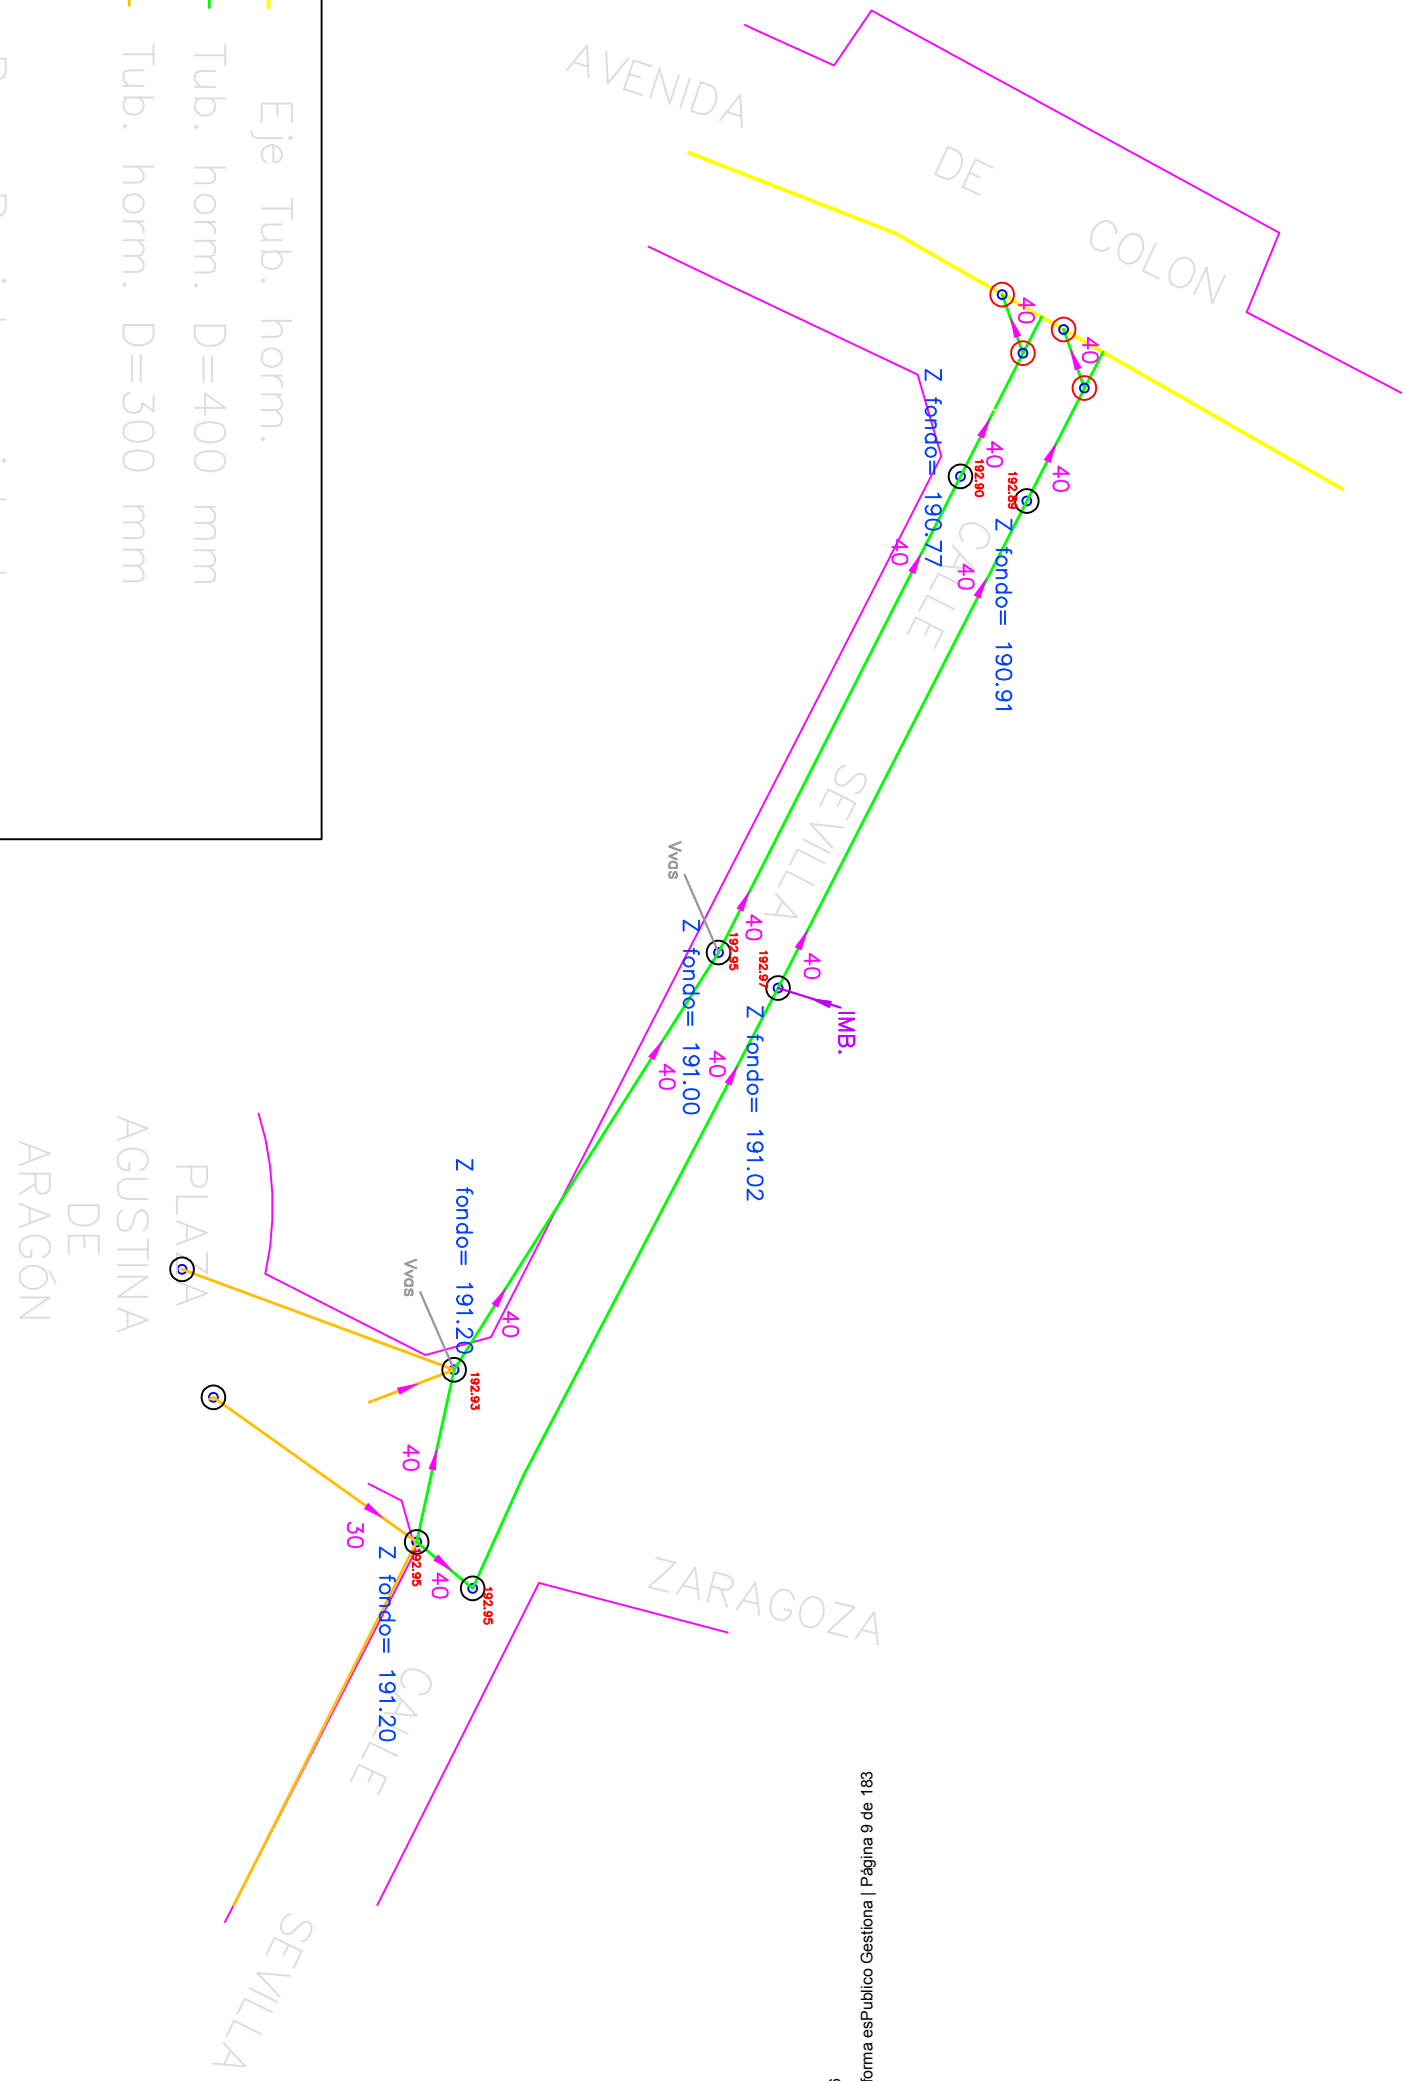 AVENIDA
DE
COLON
Eje Tub. horm.
Tub. horm. D=400 mm
Tub. horm. D=300 mm
40
40
40
40
192.90
192.89
Z fondo= 190.77
Z fondo= 190.91
40
40
CALLE
SEVILLA
Vvas
40
40
192.95
192.97
IMB.
Z fondo= 191.00
Z fondo= 191.02
40
40
PLAZA
AGUSTINA
DE
ARAGÓN
Z fondo= 191.20
Vvas
40
192.93
40
30
192.95
40
192.95
Z fondo= 191.20
ZARAGOZA
CALLE
SEVILLA
forma esPublico Gestiona | Página 9 de 183